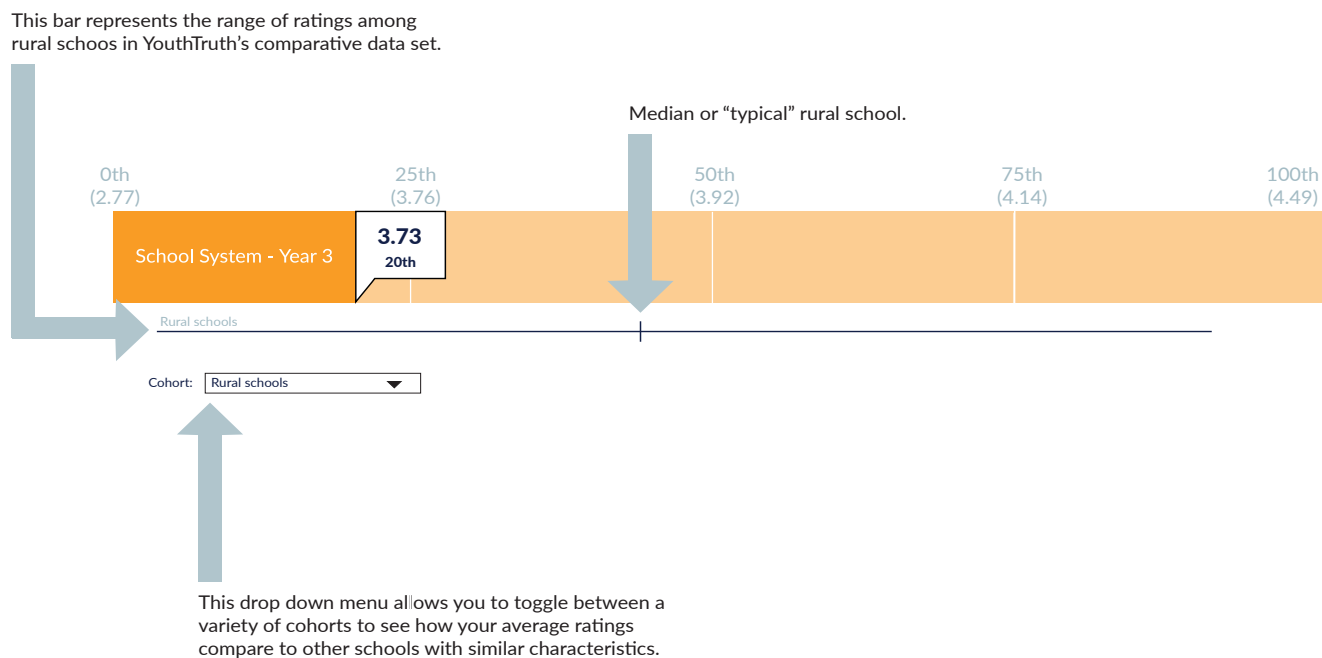 This bar represents the range of ratings among
rural schoos in YouthTruth’s comparative data set.
Median or “typical” rural school.
0th
(2.77)
25th
(3.76)
50th
(3.92)
75th
(4.14)
100th
(4.49)
School System - Year 3
3.73
20th
Rural schools
Cohort:
Rural schools
This drop down menu allows you to toggle between a
variety of cohorts to see how your average ratings
compare to other schools with similar characteristics.